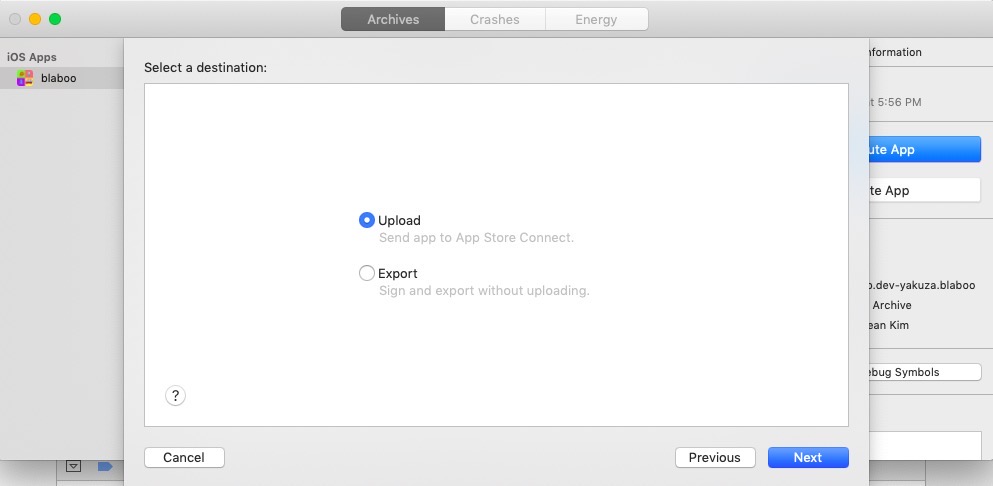 Archives
Crashes
Energy
iOS Apps
blaboo
Select a destination:
Upload
Send app to App Store Connect.
Export
Sign and export without uploading.
?
Cancel
Previous
Next
nformation
t 5:56 PM
ute App
te App
o.dev-yakuza.blaboo
Archive
ean Kim
ebug Symbols